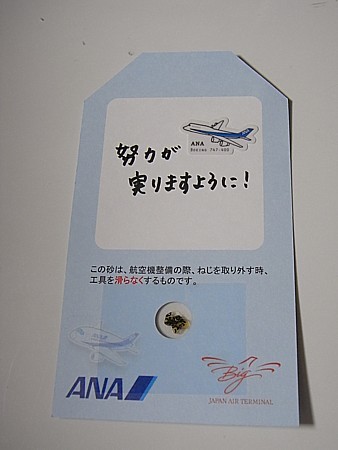 ANA
Boeing 747-400
努力が
実りますように!
この砂は、航空機整備の際、ねじを取り外す時、
工具を滑らなくするものです。
ANA
Big
JAPAN AIR TERMINAL